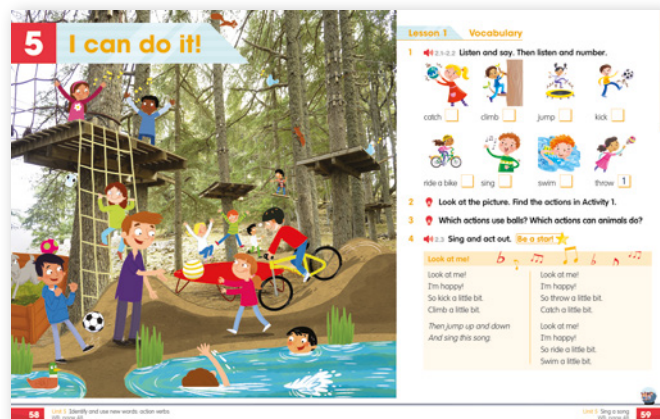 5
I can do it!
Lesson 1 Vocabulary
1 2.1-2.2 Listen and say. Then listen and number.
catch climb jump kick
ride a bike sing swim throw 1
2 Look at the picture. Find the actions in Activity 1.
3 Which actions use balls? Which actions can animals do?
4 2.3 Sing and act out. Be a star!
Look at me!
Look at me!
I'm happy!
So kick a little bit.
Climb a little bit.
Then jump up and down
And sing this song:
Look at me!
I'm happy!
So throw a little bit.
Catch a little bit.
Look at me!
I'm happy!
So ride a little bit.
Swim a little bit.
58 Unit 5 Identify and use new words: action verbs
Unit 5 Sing a song 59